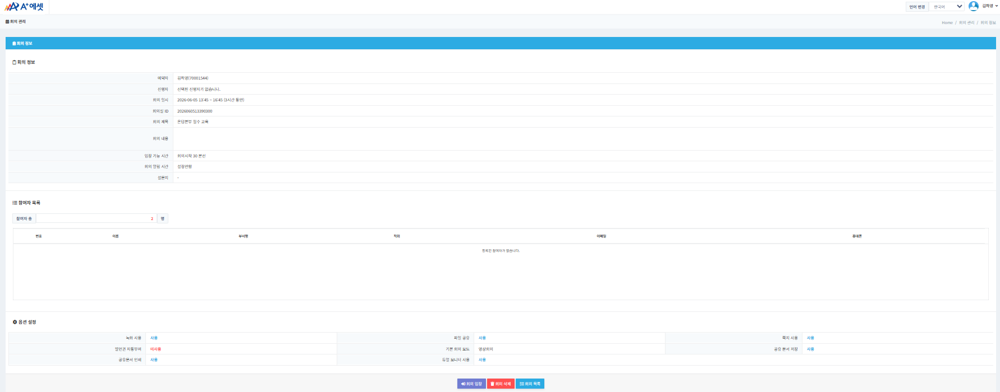 A+에셋
언어 변경 한국어 김하영
회의 관리
Home / 회의 관리 / 회의 정보
회의 정보
회의 정보
예약자 김하영(70001544)
진행자 선택된 진행자가 없습니다.
회의 일시 2026-06-05 13:45 ~ 16:45 (3시간 동안)
회의실 ID 2026060513390300
회의 제목 온탑본부 필수 교육
회의 내용
입장 가능 시간 회의시작 30 분전
회의 알림 시간 설정안함
설문지 -
참여자 목록
참여자 총 2 명
번호 이름 부서명 직위 이메일 휴대폰
등록된 참여자가 없습니다.
옵션 설정
녹화 사용 사용 파일 공유 사용 쪽지 사용 사용
발언권 자동부여 미사용 기본 회의 모드 영상회의 공유 문서 저장 사용
공유문서 인쇄 사용 듀얼 모니터 사용 사용
회의 입장 회의 삭제 회의 목록